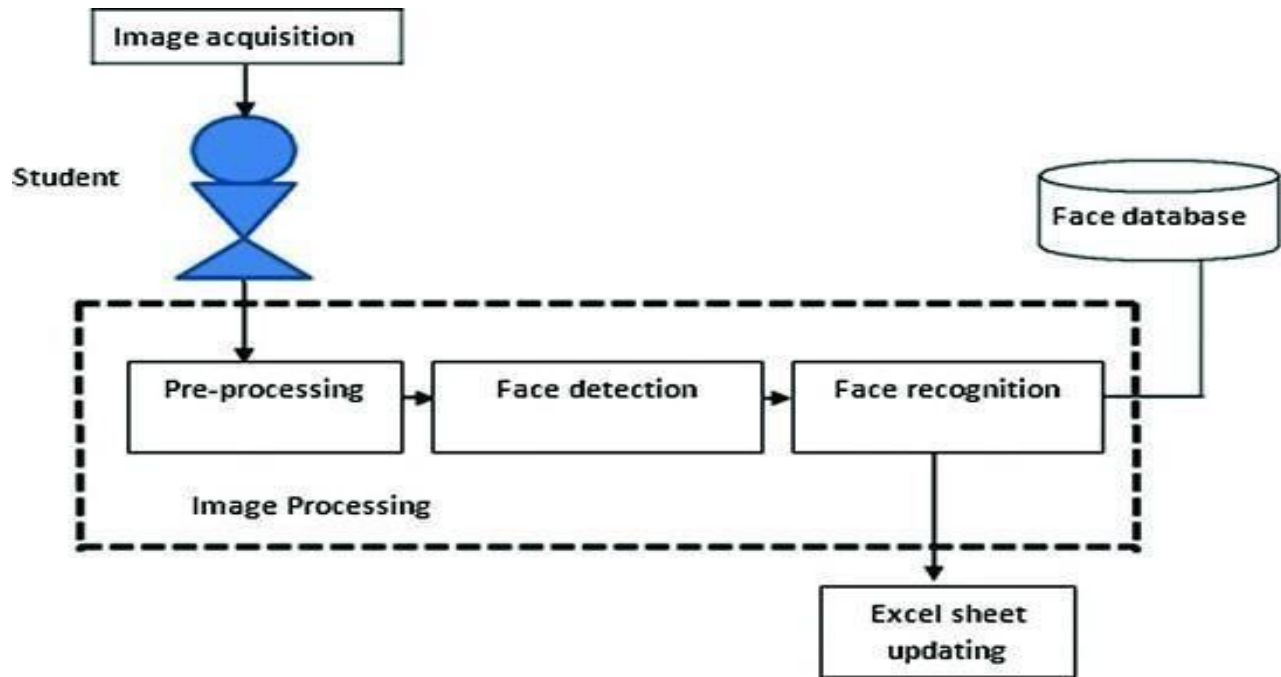 Image acquisition
Student
Face database
Pre-processing
Face detection
Face recognition
Image Processing
Excel sheet
updating